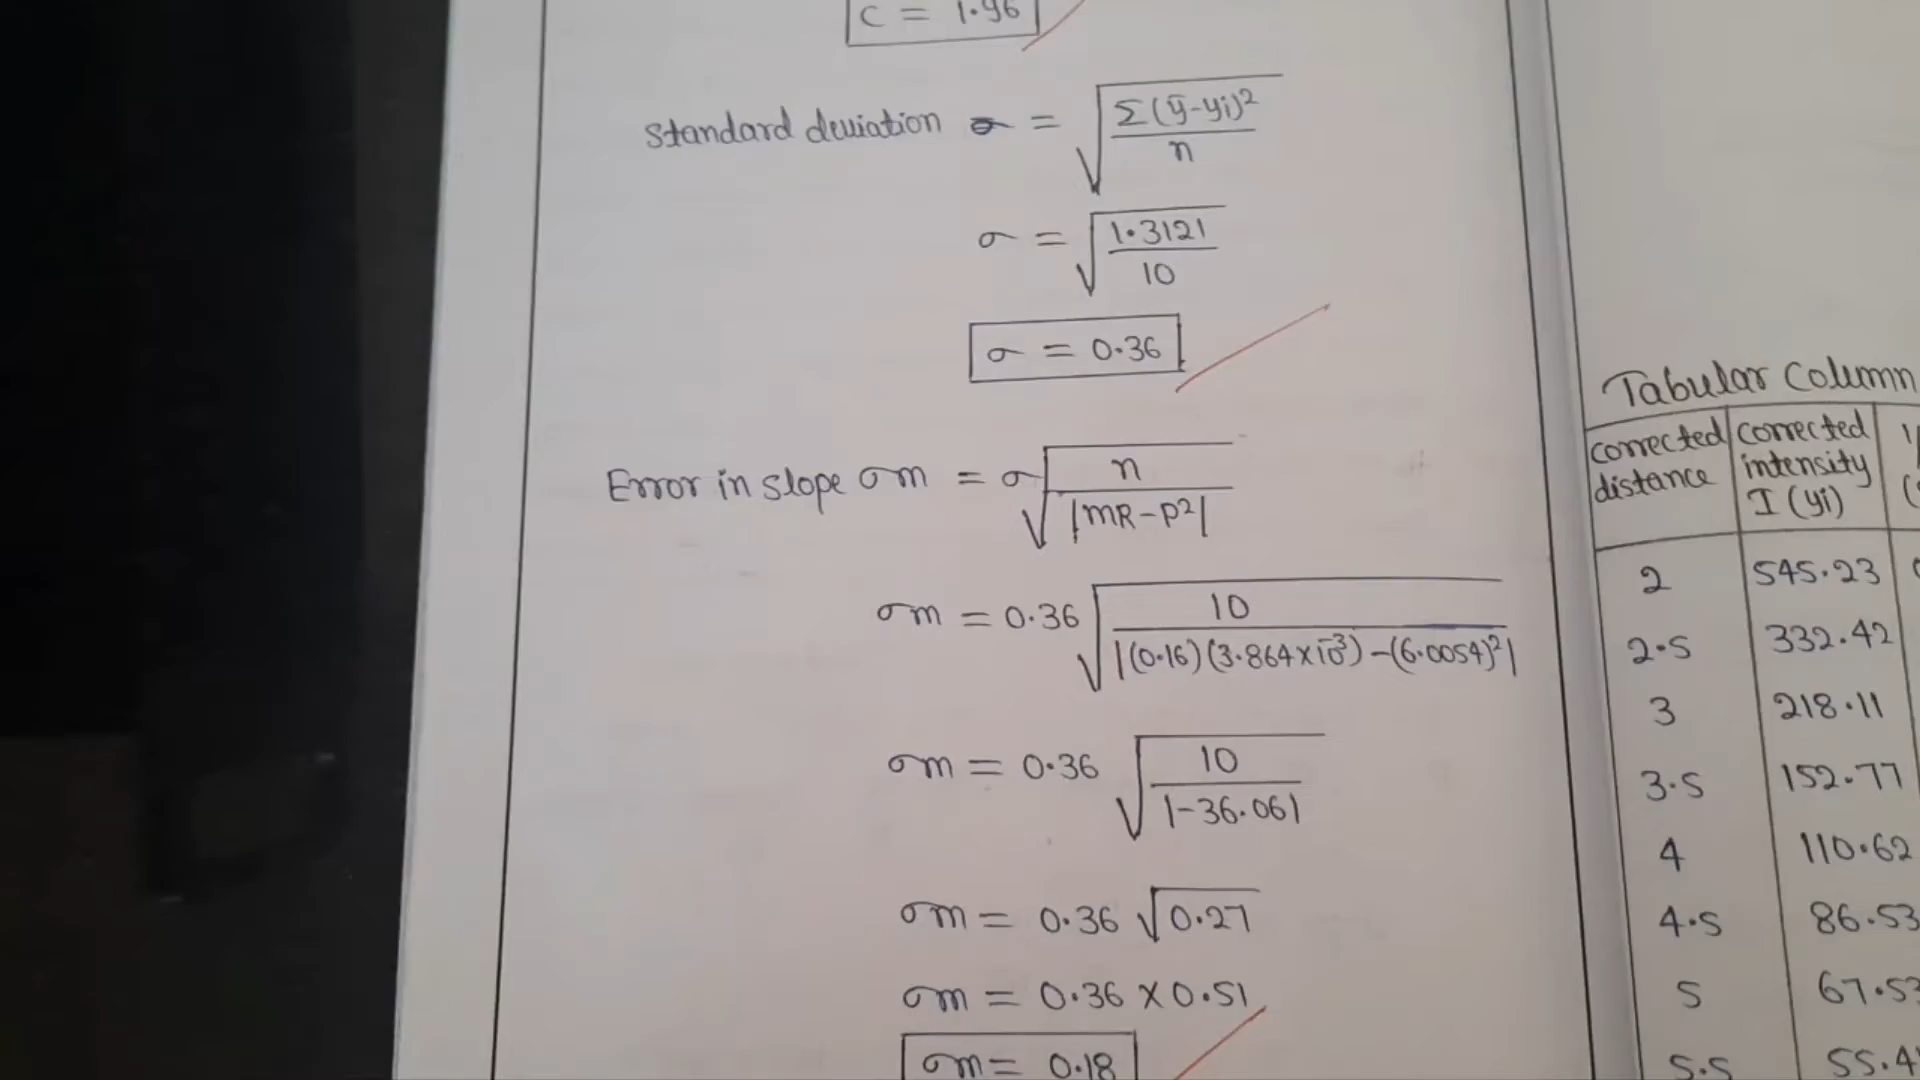 C = 1.96
Standard deviation σ = √Σ(ȳ-yi)²/n
σ = √1.3121/10
σ = 0.36
Error in slope σm = σ√n/|mR-P²|
σm = 0.36 √10/|(0.16)(3.864×10⁻³)-(6.0054)²|
σm = 0.36 √10/|-36.06|
σm = 0.36 √0.27
σm = 0.36 × 0.51
σm = 0.18
Tabular Column
corrected distance corrected intensity I (yi)
2 545.23
2.5 332.42
3 218.11
3.5 152.77
4 110.62
4.5 86.53
5 67.53
5.5 55.4